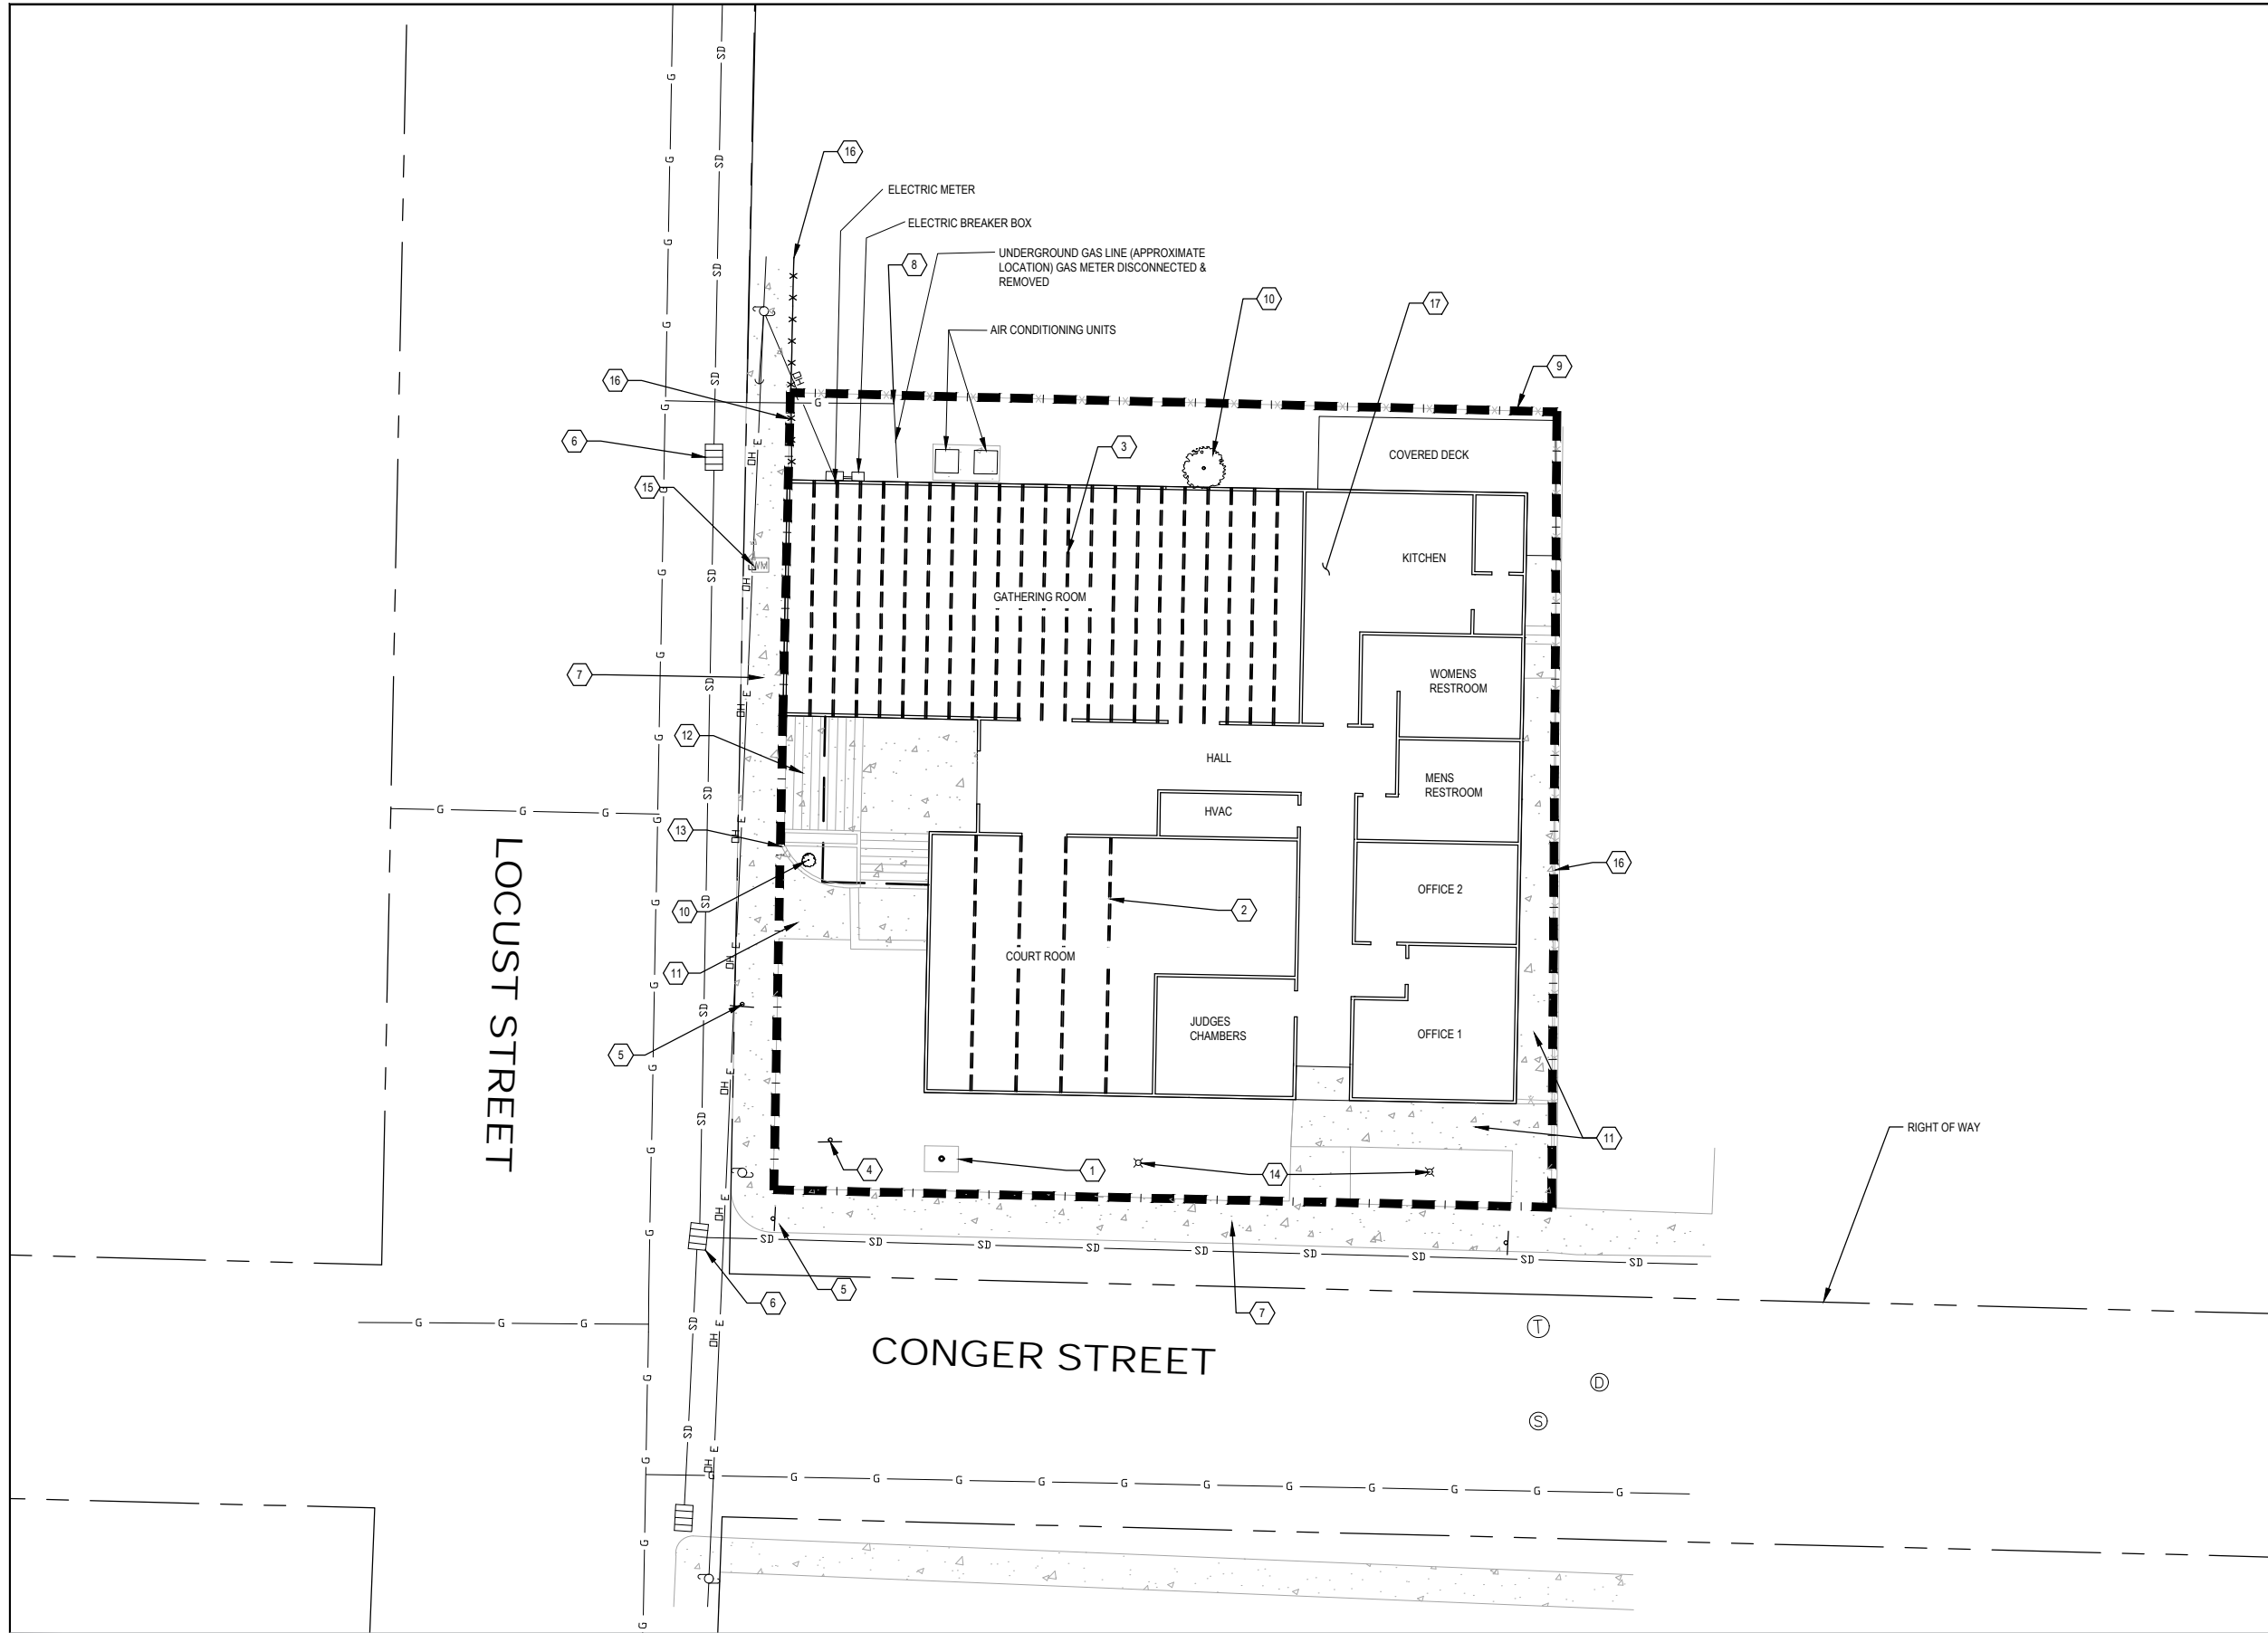 16
ELECTRIC METER
ELECTRIC BREAKER BOX
UNDERGROUND GAS LINE (APPROXIMATE
LOCATION) GAS METER DISCONNECTED &
REMOVED
8
10
17
AIR CONDITIONING UNITS
16
9
6
3
COVERED DECK
15
WM
KITCHEN
GATHERING ROOM
7
WOMENS
RESTROOM
12
HALL
MENS
RESTROOM
HVAC
13
16
OFFICE 2
10
2
COURT ROOM
11
LOCUST STREET
5
JUDGES
CHAMBERS
OFFICE 1
RIGHT OF WAY
4
1
14
11
5
6
7
CONGER STREET
T
D
S
G
SD
OH E